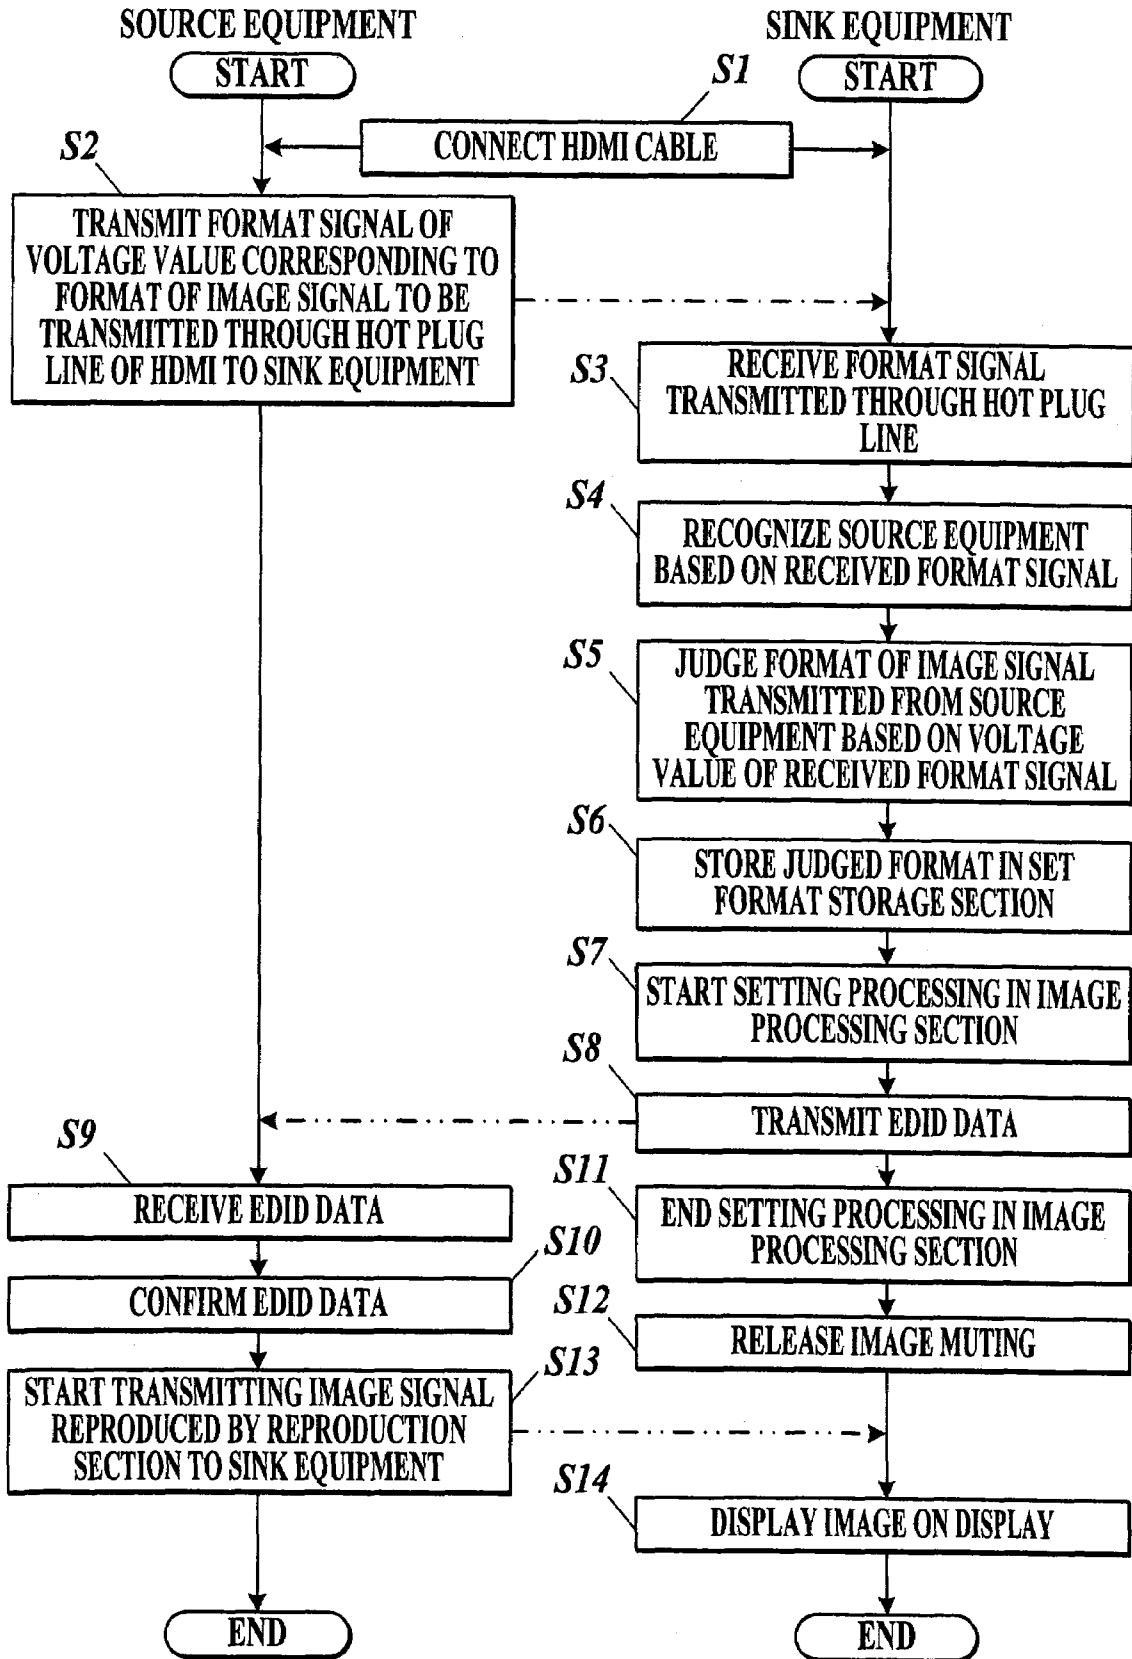 SOURCE EQUIPMENT
SINK EQUIPMENT
START
START
S1
CONNECT HDMI CABLE
S2
TRANSMIT FORMAT SIGNAL OF
VOLTAGE VALUE CORRESPONDING TO
FORMAT OF IMAGE SIGNAL TO BE
TRANSMITTED THROUGH HOT PLUG
LINE OF HDMI TO SINK EQUIPMENT
S3
RECEIVE FORMAT SIGNAL
TRANSMITTED THROUGH HOT PLUG
LINE
S4
RECOGNIZE SOURCE EQUIPMENT
BASED ON RECEIVED FORMAT SIGNAL
S5
JUDGE FORMAT OF IMAGE SIGNAL
TRANSMITTED FROM SOURCE
EQUIPMENT BASED ON VOLTAGE
VALUE OF RECEIVED FORMAT SIGNAL
S6
STORE JUDGED FORMAT IN SET
FORMAT STORAGE SECTION
S7
START SETTING PROCESSING IN IMAGE
PROCESSING SECTION
S8
TRANSMIT EDID DATA
S9
RECEIVE EDID DATA
S10
CONFIRM EDID DATA
S11
END SETTING PROCESSING IN IMAGE
PROCESSING SECTION
S12
RELEASE IMAGE MUTING
S13
START TRANSMITTING IMAGE SIGNAL
REPRODUCED BY REPRODUCTION
SECTION TO SINK EQUIPMENT
S14
DISPLAY IMAGE ON DISPLAY
END
END